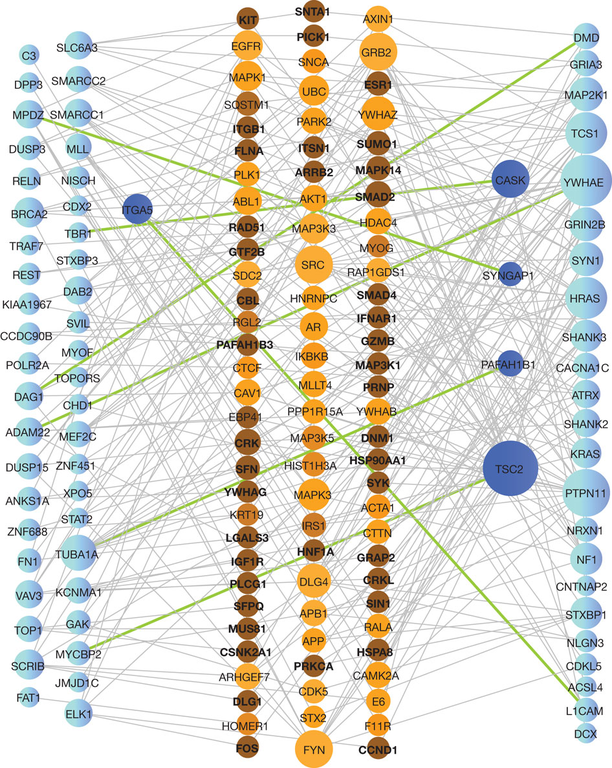 C3
DPP3
MPDZ
DUSP3
RELN
BRCA2
TRAF7
REST
KIAA1967
CCDC90B
POLR2A
DAG1
ADAM22
DUSP15
ANKS1A
ZNF688
FN1
VAV3
TOP1
SCRIB
FAT1
SLC6A3
SMARCC2
SMARCC1
MLL
NISCH
CDX2
TBR1
STXBP3
DAB2
SVIL
MYOF
TOPORS
CHD1
MEF2C
ZNF451
XPO5
STAT2
TUBA1A
KCNMA1
GAK
MYCBP2
JMJD1C
ELK1
ITGA5
KIT
EGFR
MAPK1
SQSTM1
ITGB1
FLNA
PLK1
ABL1
RAD51
GTF2B
SDC2
CBL
RGL2
PAFAH1B3
CTCF
CAV1
EBP41
CRK
SFN
YWHAG
KRT19
LGALS3
IGF1R
PLCG1
SFPQ
MUS81
CSNK2A1
ARHGEF7
DLG1
HOMER1
FOS
SNTA1
PICK1
SNCA
UBC
PARK2
ITSN1
ARRB2
AKT1
MAP3K3
SRC
HNRNPC
AR
IKBKB
MLLT4
PPP1R15A
MAP3K5
HIST1H3A
MAPK3
IRS1
HNF1A
DLG4
APB1
APP
PRKCA
CDK5
STX2
FYN
AXIN1
GRB2
ESR1
YWHAZ
SUMO1
MAPK14
SMAD2
HDAC4
MYOG
RAP1GDS1
SMAD4
IFNAR1
GZMB
MAP3K1
PRNP
YWHAB
DNM1
HSP90AA1
SYK
ACTA1
CTTN
GRAP2
CRKL
SIN1
RALA
HSPA8
CAMK2A
E6
F11R
CCND1
CASK
SYNGAP1
PAFAH1B1
TSC2
DMD
GRIA3
MAP2K1
TCS1
YWHAE
GRIN2B
SYN1
HRAS
SHANK3
CACNA1C
ATRX
SHANK2
KRAS
PTPN11
NRXN1
NF1
CNTNAP2
STXBP1
NLGN3
CDKL5
ACSL4
L1CAM
DCX